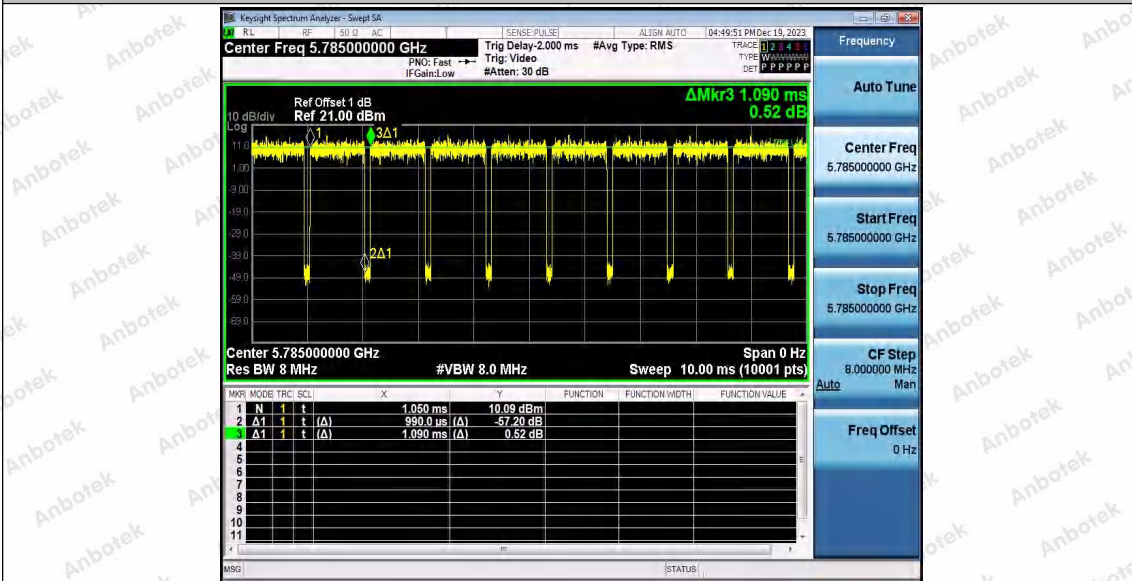 Keysight Spectrum Analyzer - Swept SA
RL RF 50 Ω AC SENSE:PULSE ALIGN AUTO 04:49:51 PM Dec 19, 2023
Center Freq 5.785000000 GHz
PNO: Fast
IFGain:Low
Trig Delay-2.000 ms
Trig: Video
#Atten: 30 dB
#Avg Type: RMS
TRACE 1 2 3 4 5 6
TYPE WWWWWW
DET P P P P P P
Frequency
Auto Tune
Center Freq
5.785000000 GHz
Start Freq
5.785000000 GHz
Stop Freq
5.785000000 GHz
CF Step
8.000000 MHz
Auto Man
Freq Offset
0 Hz
ΔMkr3 1.090 ms
0.52 dB
Ref Offset 1 dB
10 dB/div Ref 21.00 dBm
Log
1
3Δ1
2Δ1
11.0
1.00
-9.00
-19.0
-29.0
-39.0
-49.0
-59.0
-69.0
Center 5.785000000 GHz Span 0 Hz
Res BW 8 MHz #VBW 8.0 MHz Sweep 10.00 ms (10001 pts)
MKR MODE TRC SCL X Y FUNCTION FUNCTION WIDTH FUNCTION VALUE
1 N 1 t 1.050 ms 10.09 dBm
2 Δ1 1 t (Δ) 990.0 µs (Δ) -57.20 dB
3 Δ1 1 t (Δ) 1.090 ms (Δ) 0.52 dB
4
5
6
7
8
9
10
11
MSG STATUS
Anbotek